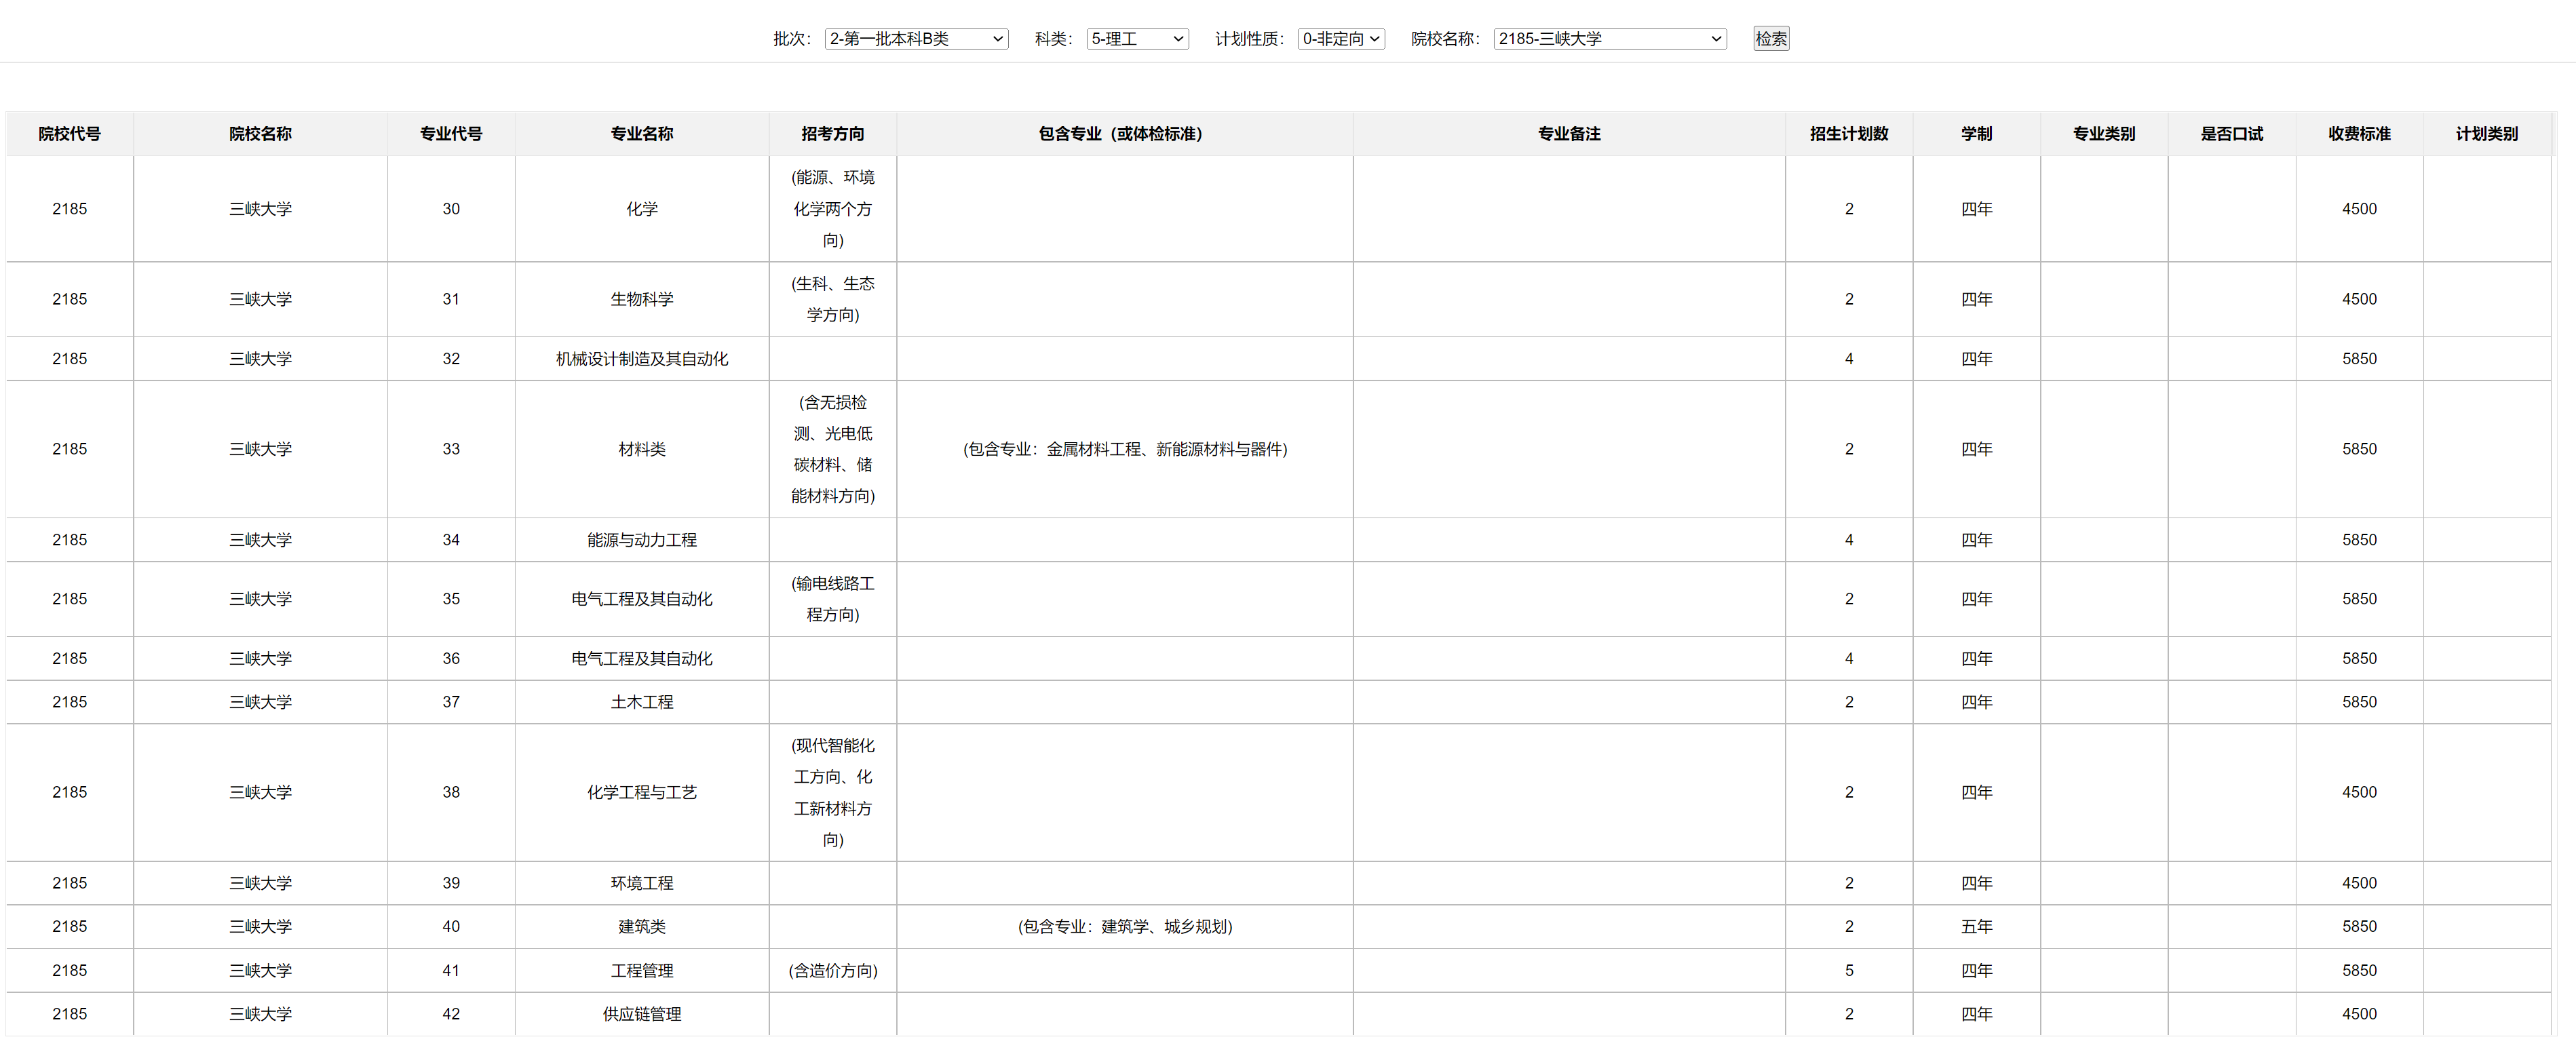 批次： 2-第一批本科B类 科类： 5-理工 计划性质： 0-非定向 院校名称： 2185-三峡大学 检索
院校代号 院校名称 专业代号 专业名称 招考方向 包含专业（或体检标准） 专业备注 招生计划数 学制 专业类别 是否口试 收费标准 计划类别
2185 三峡大学 30 化学 (能源、环境化学两个方向) 2 四年 4500
2185 三峡大学 31 生物科学 (生科、生态学方向) 2 四年 4500
2185 三峡大学 32 机械设计制造及其自动化 4 四年 5850
2185 三峡大学 33 材料类 (含无损检测、光电低碳材料、储能材料方向) (包含专业：金属材料工程、新能源材料与器件) 2 四年 5850
2185 三峡大学 34 能源与动力工程 4 四年 5850
2185 三峡大学 35 电气工程及其自动化 (输电线路工程方向) 2 四年 5850
2185 三峡大学 36 电气工程及其自动化 4 四年 5850
2185 三峡大学 37 土木工程 2 四年 5850
2185 三峡大学 38 化学工程与工艺 (现代智能化工方向、化工新材料方向) 2 四年 4500
2185 三峡大学 39 环境工程 2 四年 4500
2185 三峡大学 40 建筑类 (包含专业：建筑学、城乡规划) 2 五年 5850
2185 三峡大学 41 工程管理 (含造价方向) 5 四年 5850
2185 三峡大学 42 供应链管理 2 四年 4500